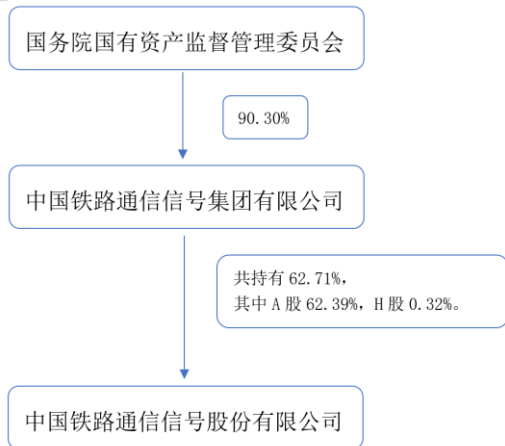 国务院国有资产监督管理委员会
90.30%
中国铁路通信信号集团有限公司
共持有 62.71%，
其中 A 股 62.39%，H 股 0.32%。
中国铁路通信信号股份有限公司